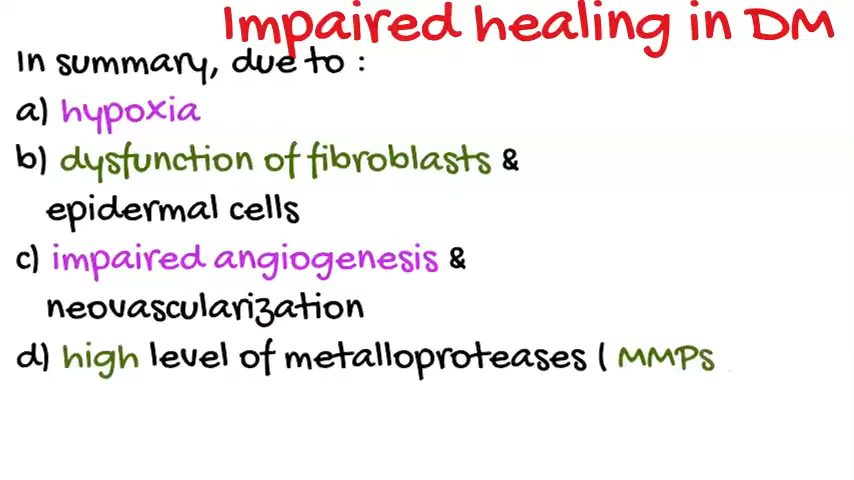 Impaired healing in DM
In summary, due to :
a) hypoxia
b) dysfunction of fibroblasts &
epidermal cells
c) impaired angiogenesis &
neovascularization
d) high level of metalloproteases ( MMPs